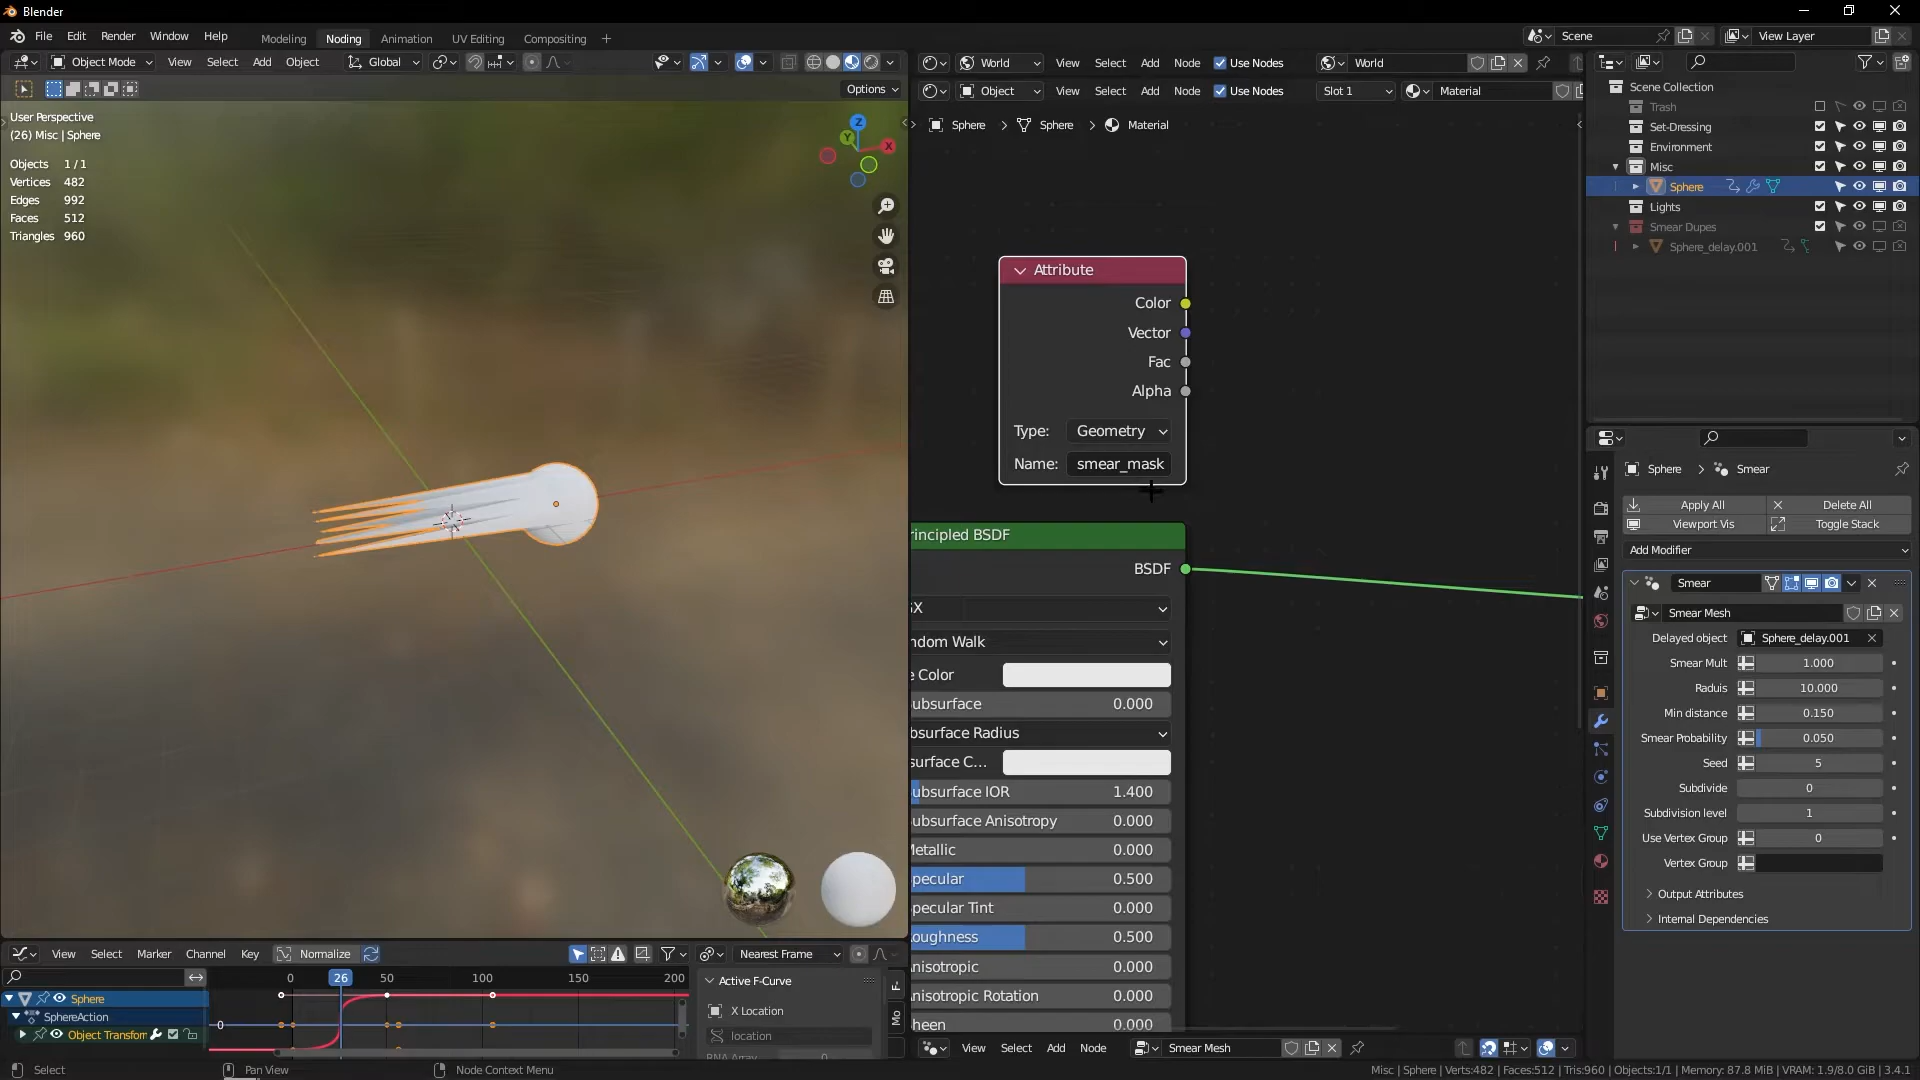 Blender
File Edit Render Window Help Modeling Noding Animation UV Editing Compositing + Scene View Layer
Object Mode View Select Add Object Global
Options
User Perspective
(26) Misc | Sphere
Objects 1 / 1
Vertices 482
Edges 992
Faces 512
Triangles 960
Z
Y
X
World View Select Add Node Use Nodes World
Object View Select Add Node Use Nodes Slot 1 Material
Sphere > Sphere > Material
Attribute
Color
Vector
Fac
Alpha
Type: Geometry
Name: smear_mask
rincipled BSDF
BSDF
GX
ndom Walk
e Color
ubsurface 0.000
bsurface Radius
surface C...
ubsurface IOR 1.400
ubsurface Anisotropy 0.000
Metallic 0.000
pecular 0.500
pecular Tint 0.000
oughness 0.500
nisotropic 0.000
nisotropic Rotation 0.000
heen 0.000
View Select Add Node Smear Mesh
Scene Collection
Trash
Set-Dressing
Environment
Misc
Sphere
Lights
Smear Dupes
Sphere_delay.001
Sphere > Smear
Apply All Delete All
Viewport Vis Toggle Stack
Add Modifier
Smear
Smear Mesh
Delayed object Sphere_delay.001
Smear Mult 1.000
Raduis 10.000
Min distance 0.150
Smear Probability 0.050
Seed 5
Subdivide 0
Subdivision level 1
Use Vertex Group 0
Vertex Group
Output Attributes
Internal Dependencies
View Select Marker Channel Key Normalize Nearest Frame
0 26 50 100 150 200
Sphere
SphereAction
Object Transform
0
Active F-Curve
X Location
location
RNA Array 0
F-
Mo
Select Pan View Node Context Menu
Misc | Sphere | Verts:482 | Faces:512 | Tris:960 | Objects:1/1 | Memory: 87.8 MiB | VRAM: 1.9/8.0 GiB | 3.4.1